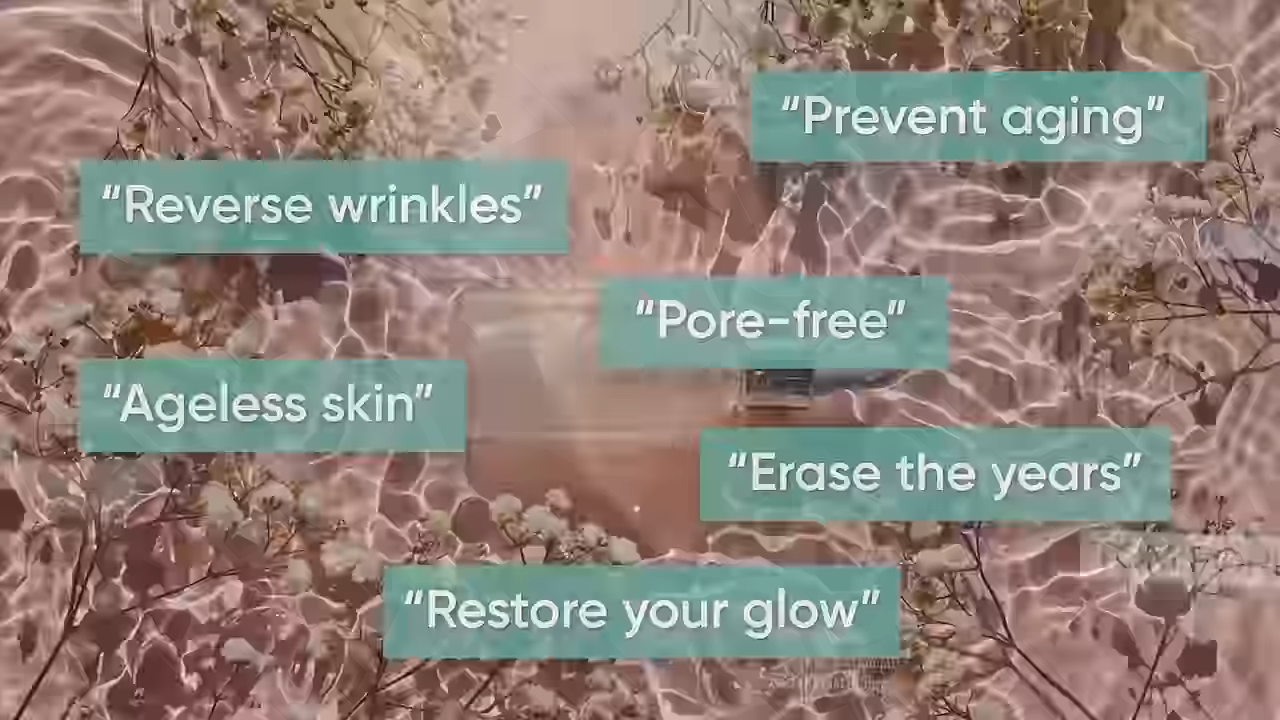 “Prevent aging”
“Reverse wrinkles”
“Pore-free”
“Ageless skin”
“Erase the years”
“Restore your glow”